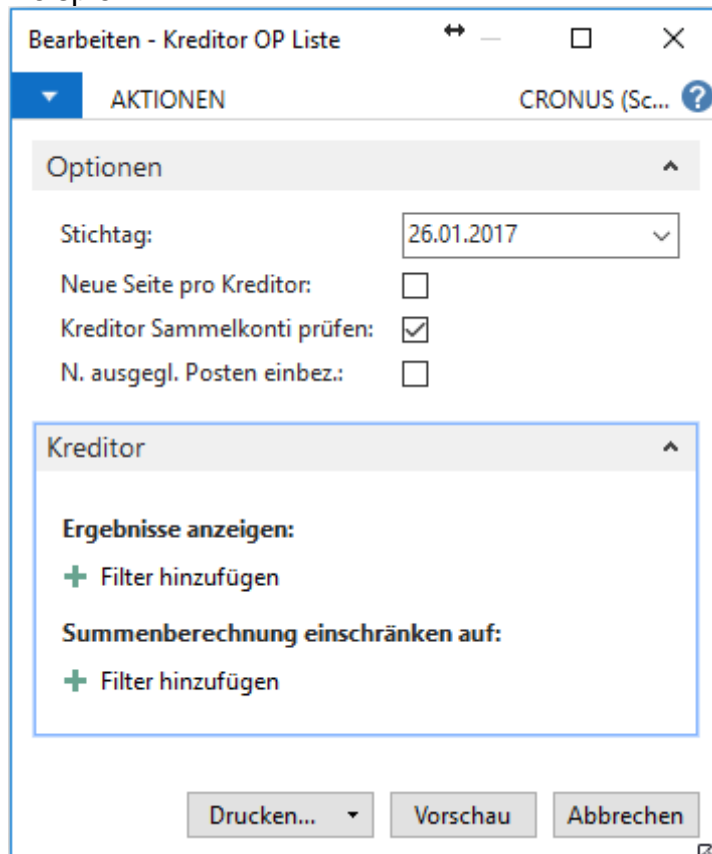 Bearbeiten - Kreditor OP Liste
AKTIONEN CRONUS (Sc... ?
Optionen
Stichtag: 26.01.2017
Neue Seite pro Kreditor:
Kreditor Sammelkonti prüfen:
N. ausgegl. Posten einbez.:
Kreditor
Ergebnisse anzeigen:
Filter hinzufügen
Summenberechnung einschränken auf:
Filter hinzufügen
Drucken... Vorschau Abbrechen